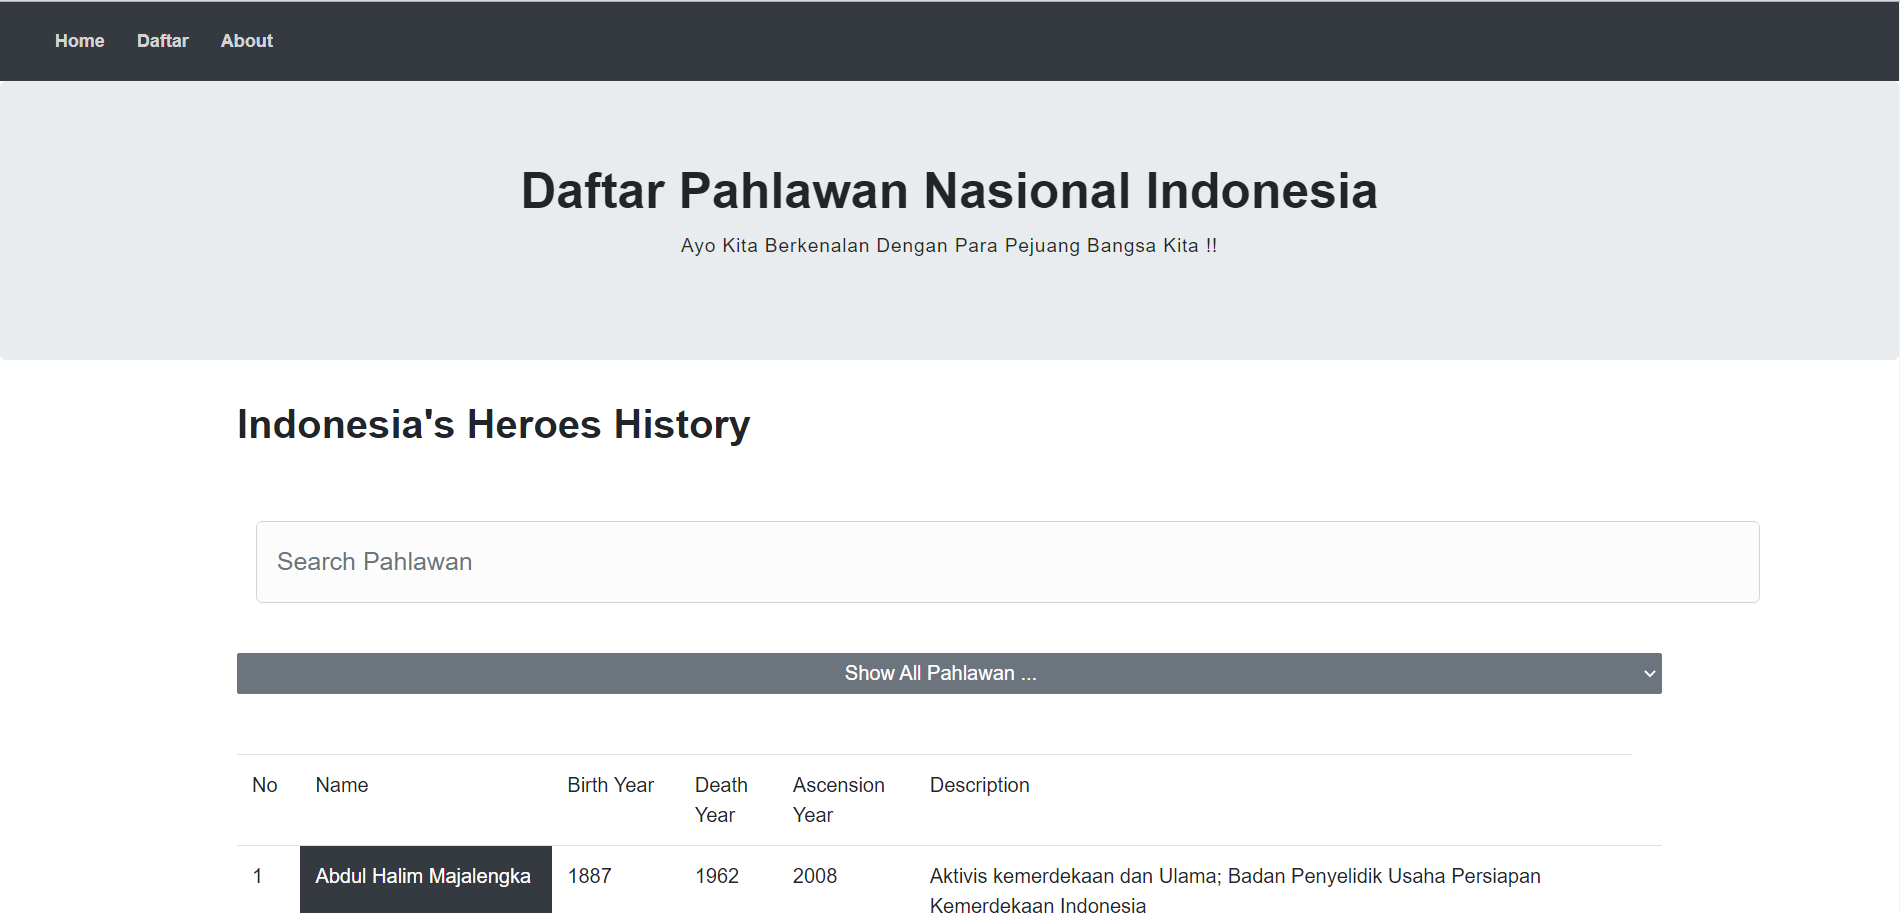 Home Daftar About
Daftar Pahlawan Nasional Indonesia
Ayo Kita Berkenalan Dengan Para Pejuang Bangsa Kita !!
Indonesia's Heroes History
Search Pahlawan
Show All Pahlawan ...
No Name Birth Year Death Year Ascension Year Description
1 Abdul Halim Majalengka 1887 1962 2008 Aktivis kemerdekaan dan Ulama; Badan Penyelidik Usaha Persiapan
Kemerdekaan Indonesia